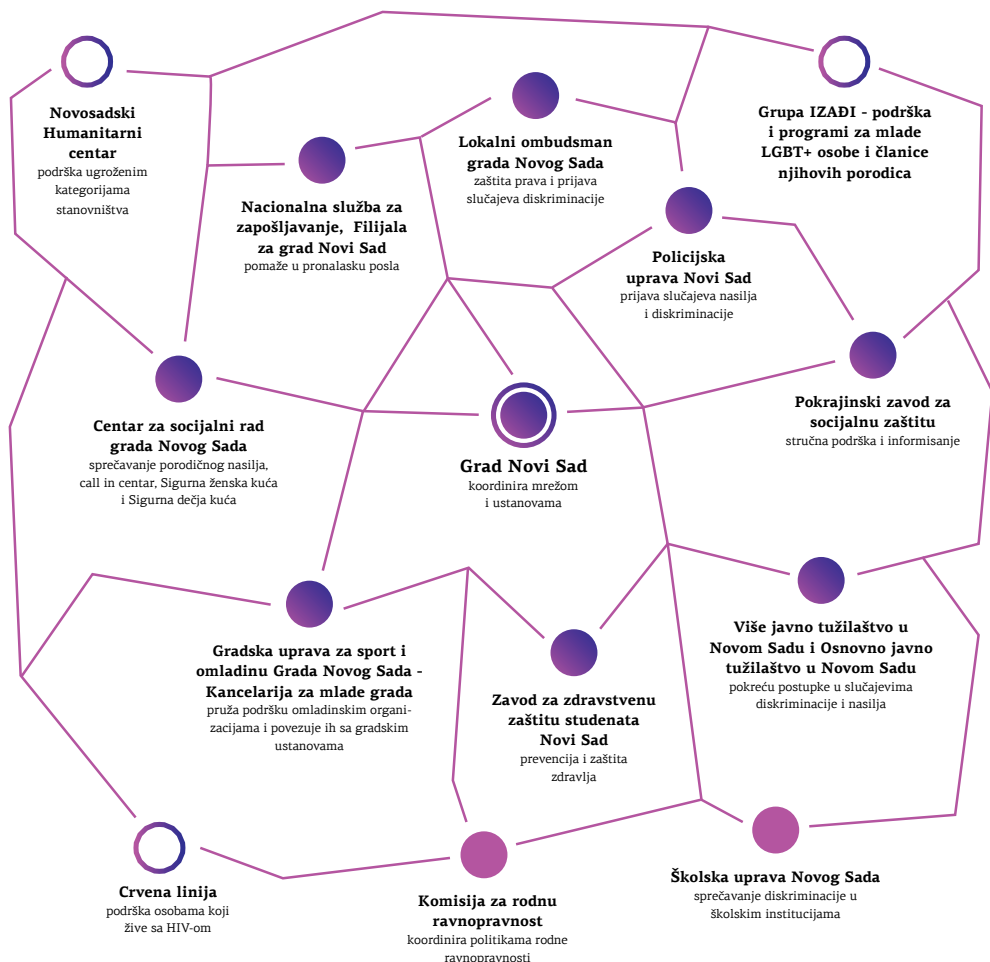 Novosadski
Humanitarni
centar
podrška ugroženim
kategorijama
stanovništva
Nacionalna služba za
zapošljavanje, Filijala
za grad Novi Sad
pomaže u pronalasku posla
Lokalni ombudsman
grada Novog Sada
zaštita prava i prijava
slučajeva diskriminacije
Grupa IZAĐI - podrška
i programi za mlade
LGBT+ osobe i članice
njihovih porodica
Policijska
uprava Novi Sad
prijava slučajeva nasilja
i diskriminacije
Centar za socijalni rad
grada Novog Sada
sprečavanje porodičnog nasilja,
call in centar, Sigurna ženska kuća
i Sigurna dečja kuća
Grad Novi Sad
koordinira mrežom
i ustanovama
Pokrajinski zavod za
socijalnu zaštitu
stručna podrška i informisanje
Gradska uprava za sport i
omladinu Grada Novog Sada -
Kancelarija za mlade grada
pruža podršku omladinskim organi-
zacijama i povezuje ih sa gradskim
ustanovama
Zavod za zdravstvenu
zaštitu studenata
Novi Sad
prevencija i zaštita
zdravlja
Više javno tužilaštvo u
Novom Sadu i Osnovno javno
tužilaštvo u Novom Sadu
pokreću postupke u slučajevima
diskriminacije i nasilja
Crvena linija
podrška osobama koji
žive sa HIV-om
Komisija za rodnu
ravnopravnost
koordinira politikama rodne
ravnopravnosti
Školska uprava Novog Sada
sprečavanje diskriminacije u
školskim institucijama